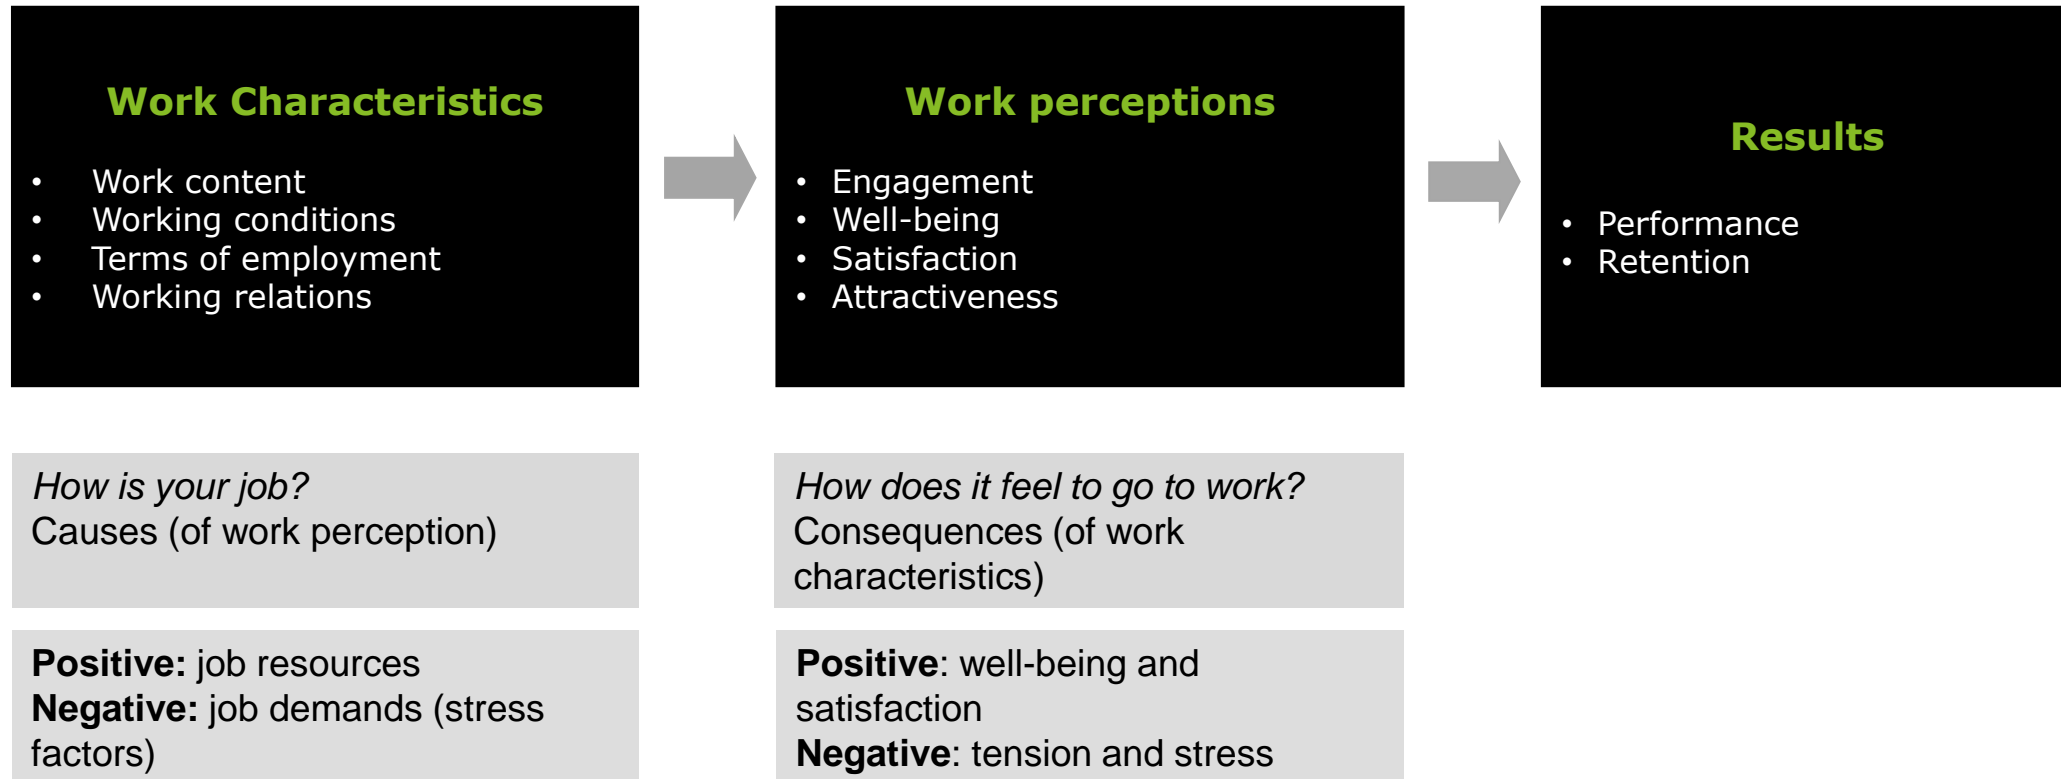 Work Characteristics
• Work content
• Working conditions
• Terms of employment
• Working relations
Work perceptions
• Engagement
• Well-being
• Satisfaction
• Attractiveness
Results
• Performance
• Retention
How is your job?
Causes (of work perception)
How does it feel to go to work?
Consequences (of work
characteristics)
Positive: job resources
Negative: job demands (stress
factors)
Positive: well-being and
satisfaction
Negative: tension and stress